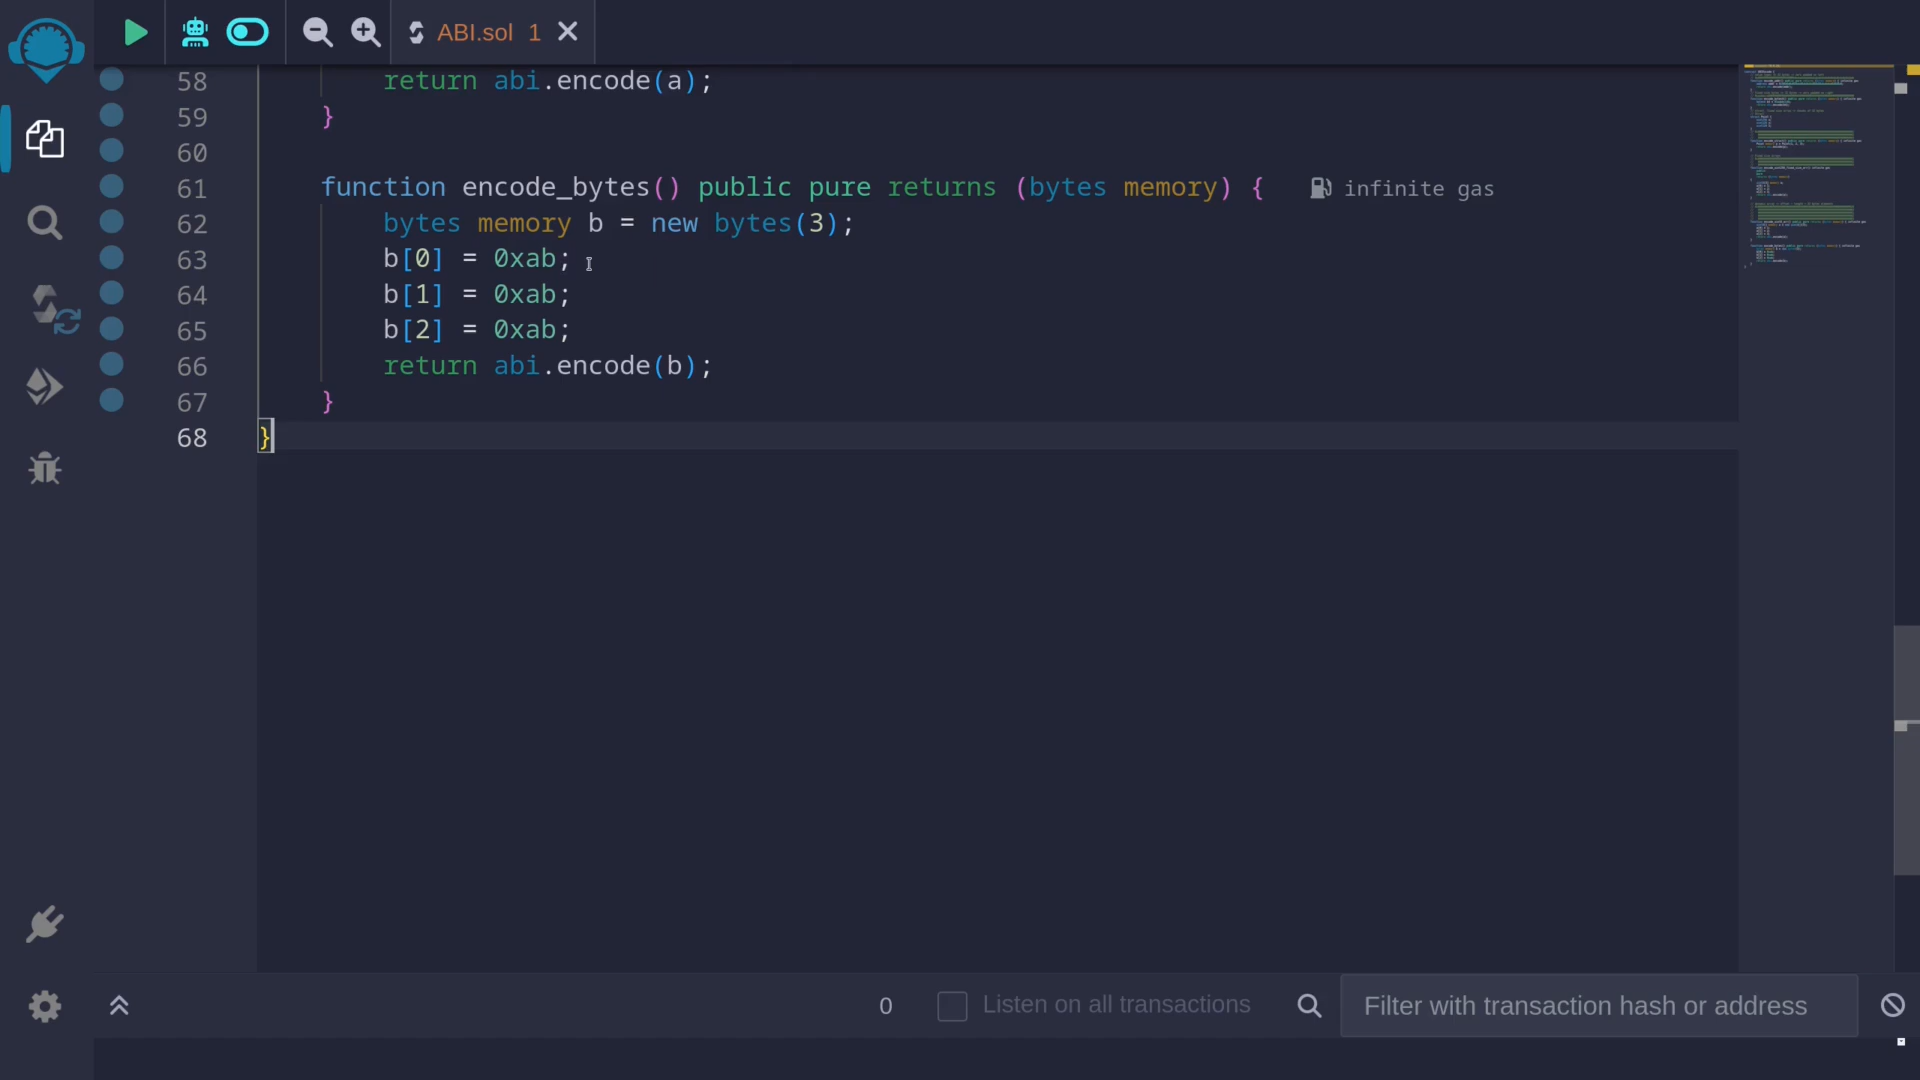 ABI.sol 1
58 return abi.encode(a);
59 }
60
61 function encode_bytes() public pure returns (bytes memory) { infinite gas
62 bytes memory b = new bytes(3);
63 b[0] = 0xab;
64 b[1] = 0xab;
65 b[2] = 0xab;
66 return abi.encode(b);
67 }
68 }
0 Listen on all transactions Filter with transaction hash or address